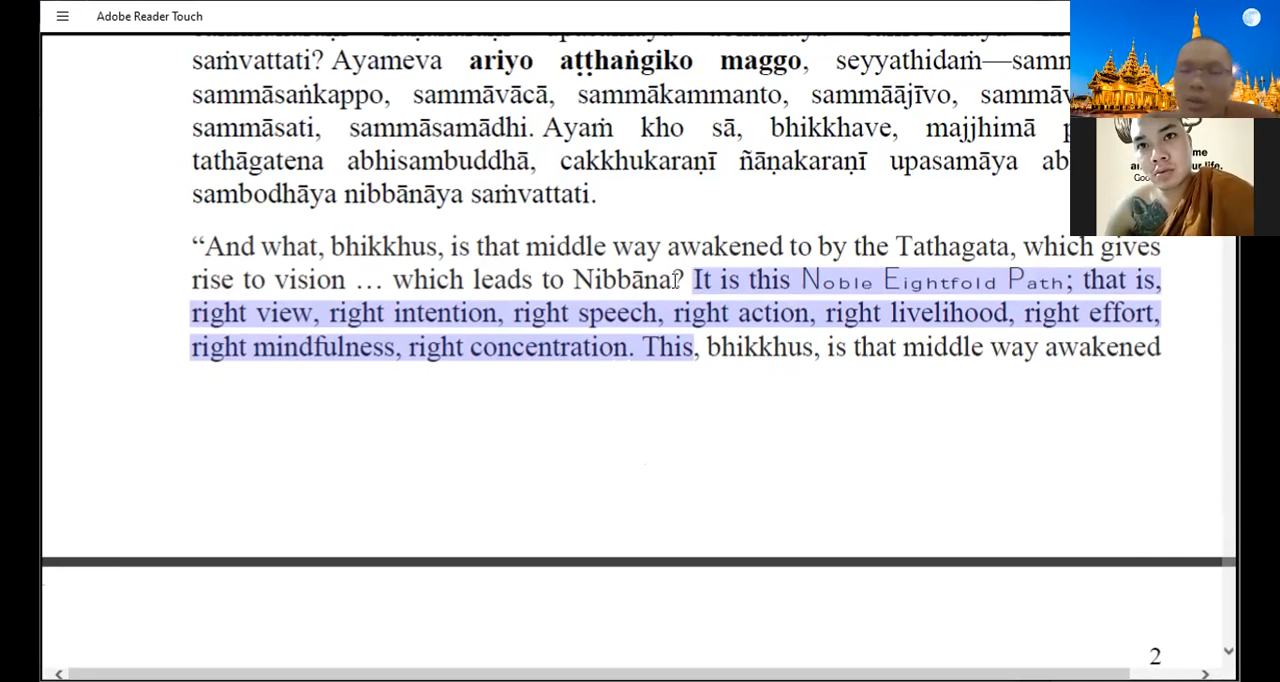 Adobe Reader Touch
saṁvattati? Ayameva ariyo aṭṭhaṅgiko maggo, seyyathidaṁ—samm
sammāsaṅkappo, sammāvācā, sammākammanto, sammāājīvo, sammāv
sammāsati, sammāsamādhi. Ayaṁ kho sā, bhikkhave, majjhimā p
tathāgatena abhisambuddhā, cakkhukaraṇī ñāṇakaraṇī upasamāya ab
sambodhāya nibbānāya saṁvattati.
“And what, bhikkhus, is that middle way awakened to by the Tathagata, which gives
rise to vision … which leads to Nibbāna? It is this Noble Eightfold Path; that is,
right view, right intention, right speech, right action, right livelihood, right effort,
right mindfulness, right concentration. This, bhikkhus, is that middle way awakened
2
me
ur life.